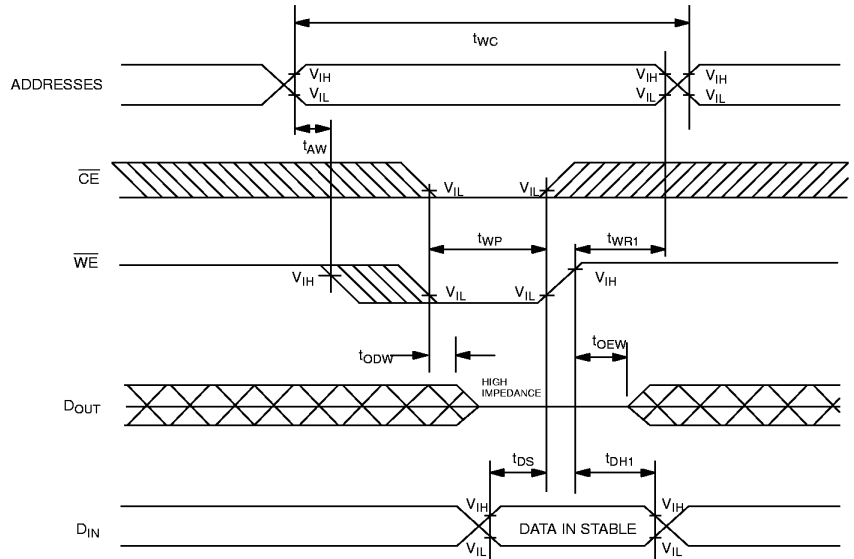 tWC
ADDRESSES
VIH VIH VIH
VIL VIL VIL
tAW
CE VIL VIL
tWP tWR1
WE
VIH VIH
VIL VIL
tODW tOEW
HIGH
IMPEDANCE
DOUT
tDS tDH1
VIH VIH
DIN DATA IN STABLE
VIL VIL